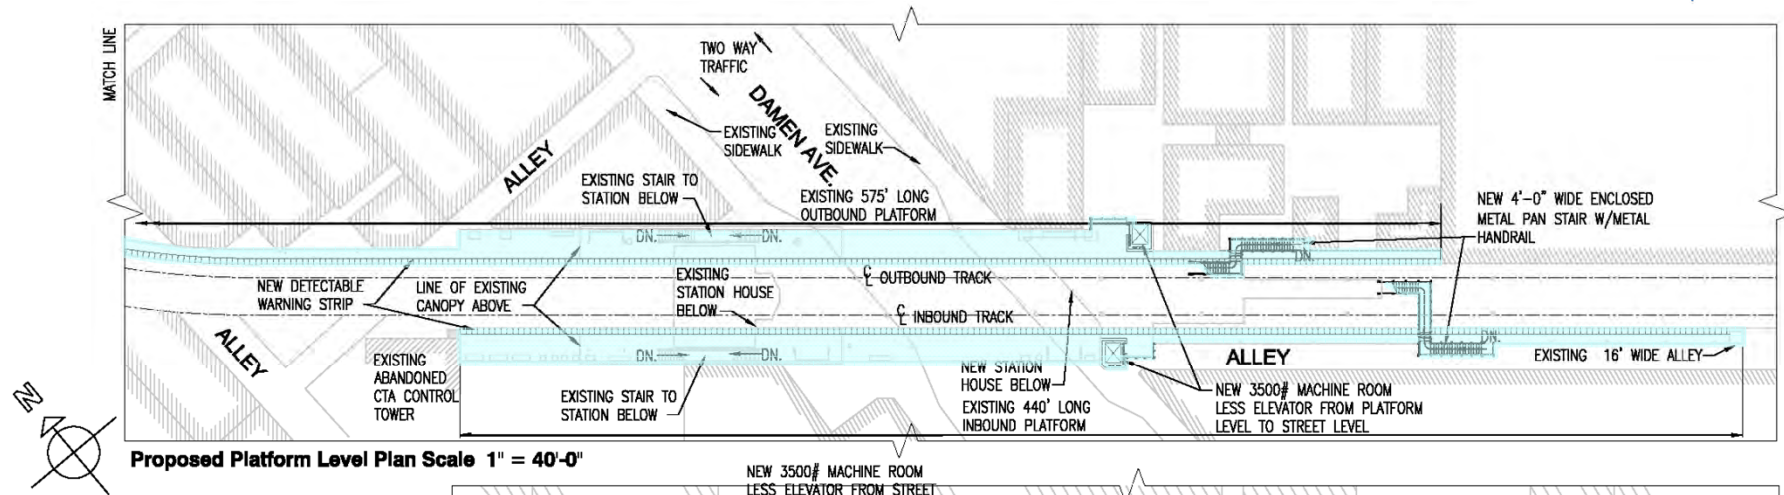 MATCH LINE
TWO WAY
TRAFFIC
DAMEN AVE.
EXISTING
SIDEWALK
EXISTING
SIDEWALK
ALLEY
EXISTING STAIR TO
STATION BELOW
EXISTING 575' LONG
OUTBOUND PLATFORM
NEW 4'-0" WIDE ENCLOSED
METAL PAN STAIR W/METAL
HANDRAIL
DN.
DN.
DN.
NEW DETECTABLE
WARNING STRIP
LINE OF EXISTING
CANOPY ABOVE
EXISTING
STATION HOUSE
BELOW
CL OUTBOUND TRACK
CL INBOUND TRACK
ALLEY
EXISTING
ABANDONED
CTA CONTROL
TOWER
DN.
DN.
EXISTING STAIR TO
STATION BELOW
NEW STATION
HOUSE BELOW
EXISTING 440' LONG
INBOUND PLATFORM
ALLEY
DN.
EXISTING 16' WIDE ALLEY
NEW 3500# MACHINE ROOM
LESS ELEVATOR FROM PLATFORM
LEVEL TO STREET LEVEL
N
Proposed Platform Level Plan Scale 1" = 40'-0"
NEW 3500# MACHINE ROOM
LESS ELEVATOR FROM STREET